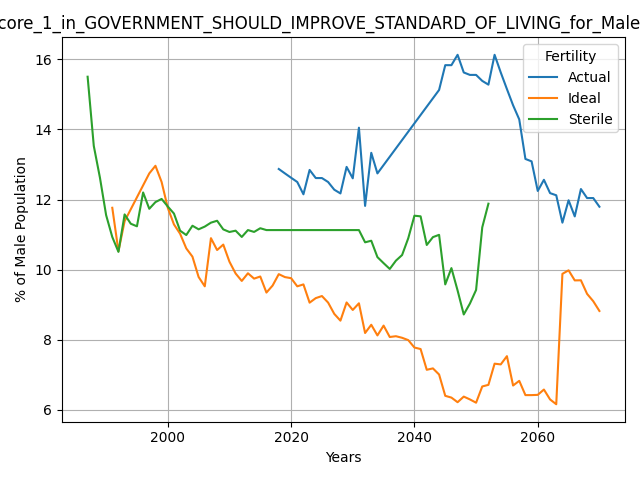 core_1_in_GOVERNMENT_SHOULD_IMPROVE_STANDARD_OF_LIVING_for_Male
Fertility
Actual
Ideal
Sterile
16
14
12
10
8
6
% of Male Population
2000 2020 2040 2060
Years